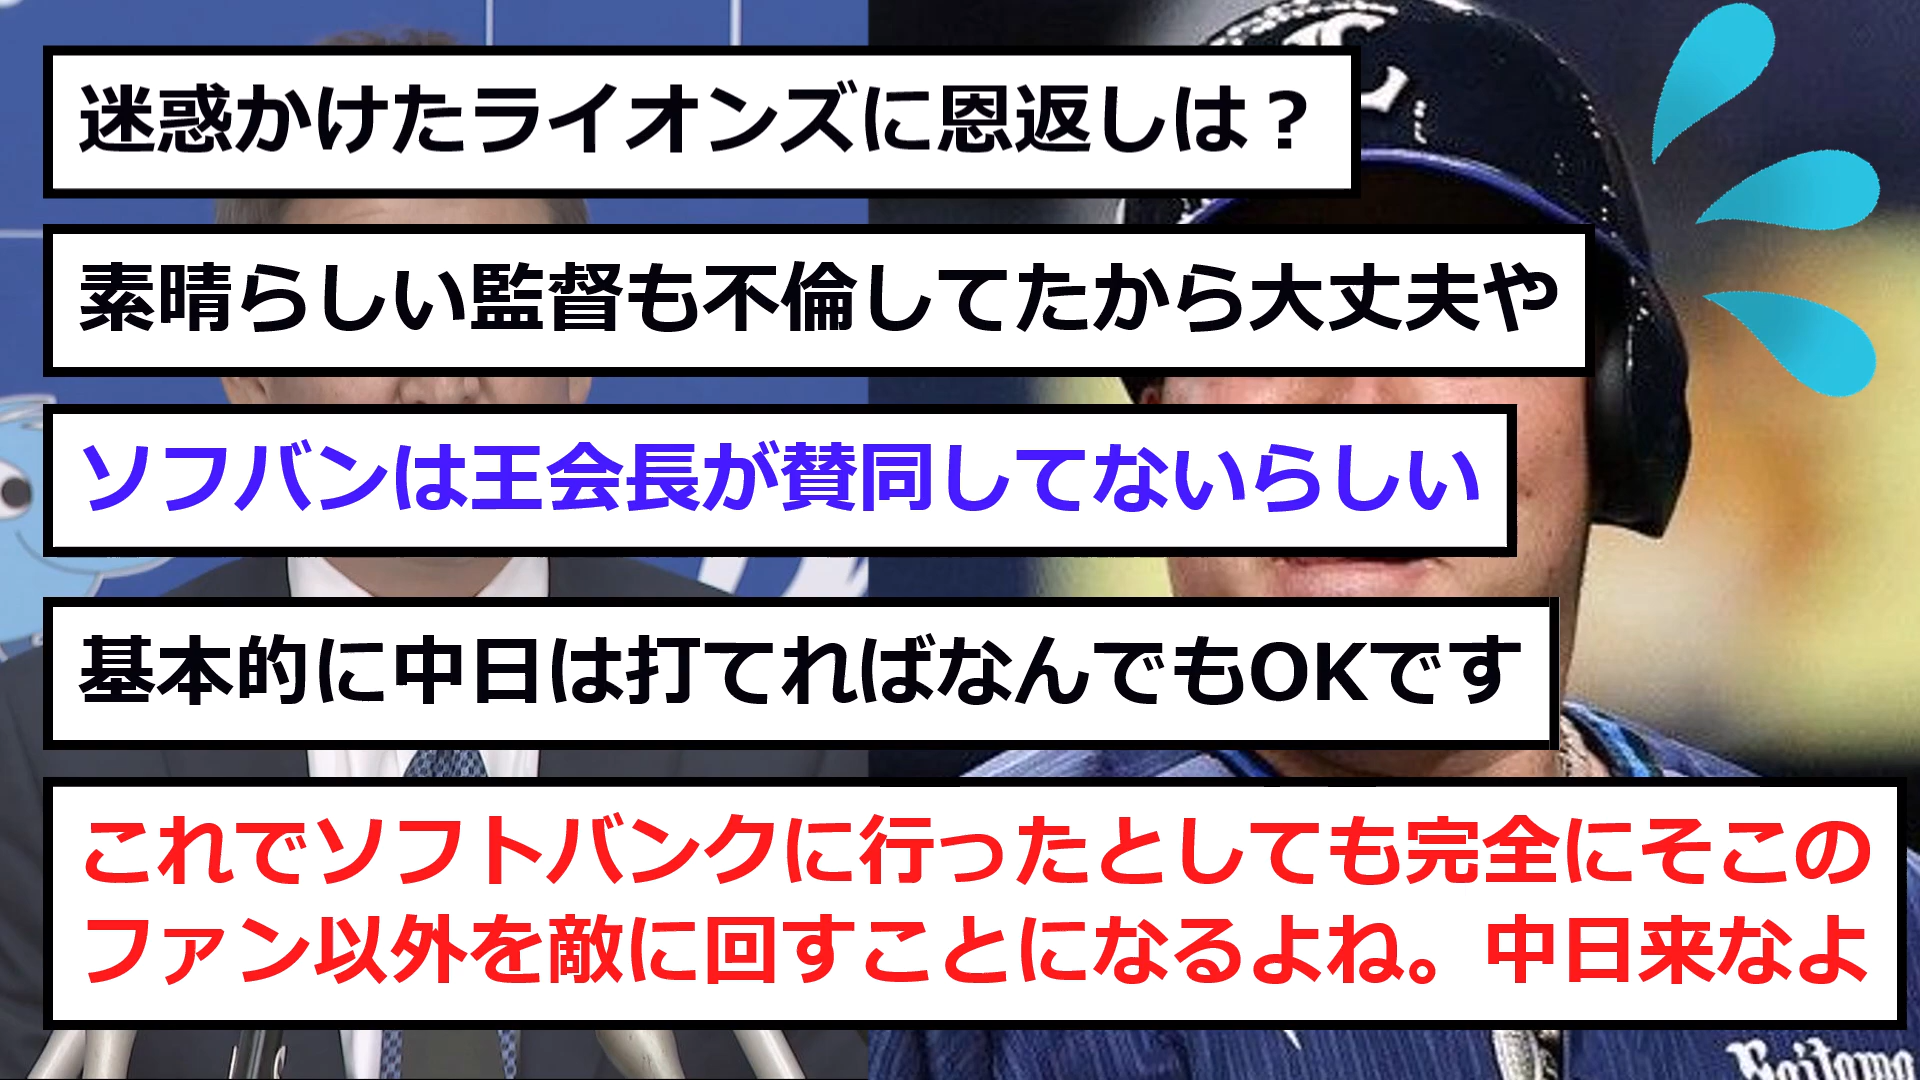 迷惑かけたライオンズに恩返しは？
素晴らしい監督も不倫してたから大丈夫や
ソフバンは王会長が賛同してないらしい
基本的に中日は打てればなんでもOKです
これでソフトバンクに行ったとしても完全にそこの
ファン以外を敵に回すことになるよね。中日来なよ
Saitama